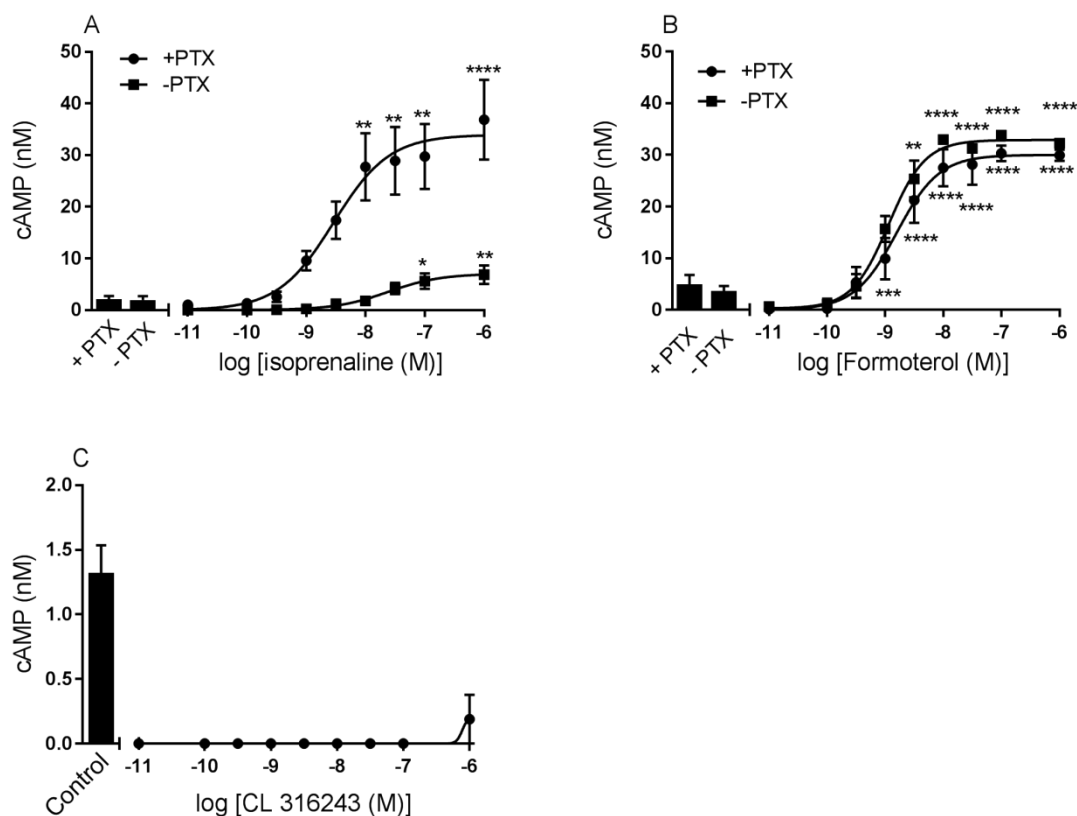 A
50
40
30
20
10
0
cAMP (nM)
+PTX
-PTX
**
**
**
****
*
**
+ PTX
- PTX
-11
-10
-9
-8
-7
-6
log [isoprenaline (M)]
B
50
40
30
20
10
0
cAMP (nM)
+PTX
-PTX
**
****
****
****
****
***
****
****
****
****
****
+ PTX
- PTX
-11
-10
-9
-8
-7
-6
log [Formoterol (M)]
C
2.0
1.5
1.0
0.5
0.0
cAMP (nM)
Control
-11
-10
-9
-8
-7
-6
log [CL 316243 (M)]